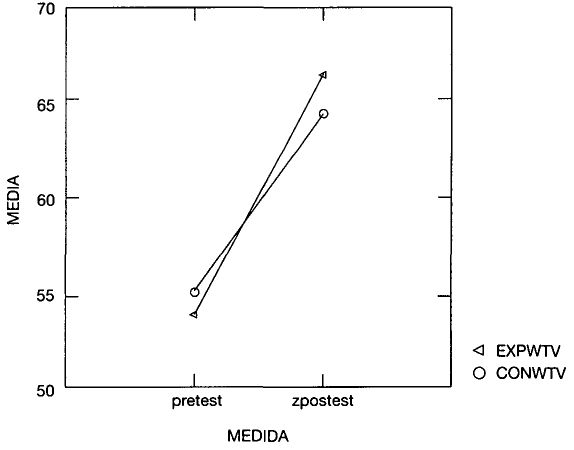 70
65
60
55
50
MEDIA
pretest
zpostest
MEDIDA
EXPWTV
CONWTV